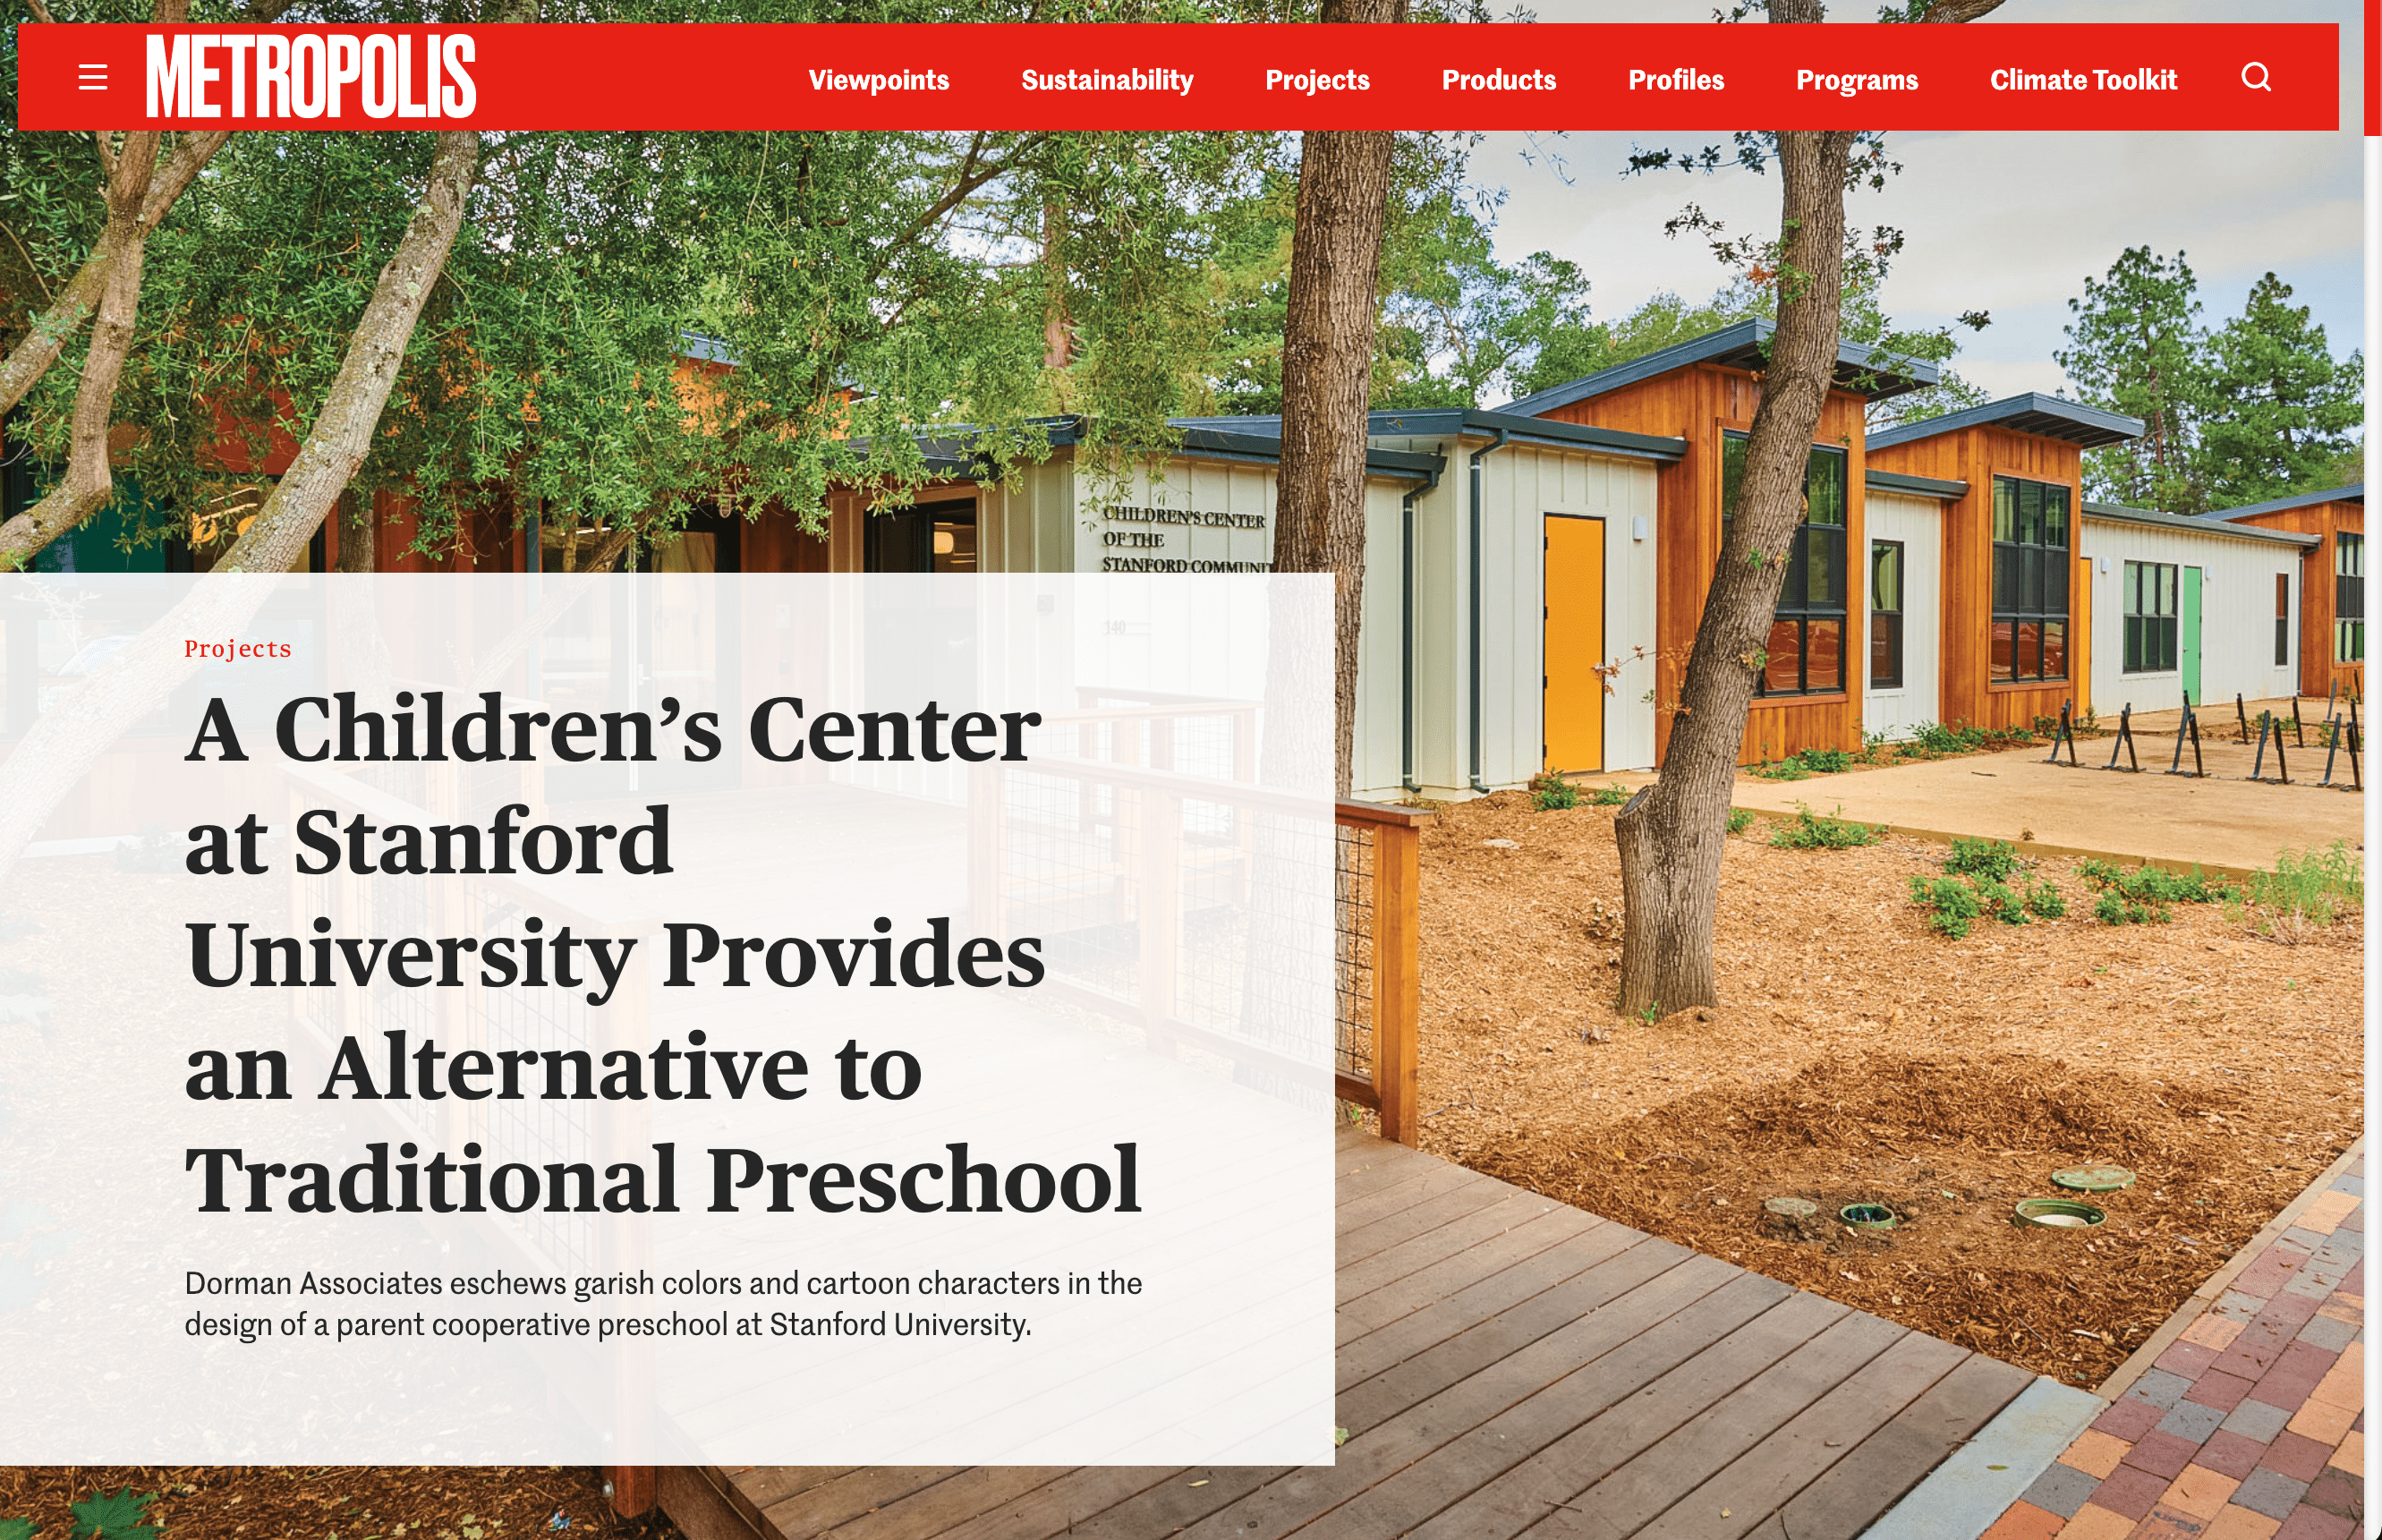 METROPOLIS
Viewpoints Sustainability Projects Products Profiles Programs Climate Toolkit
CHILDREN'S CENTER
OF THE
STANFORD COMMUNIT
140
Projects
A Children’s Center
at Stanford
University Provides
an Alternative to
Traditional Preschool
Dorman Associates eschews garish colors and cartoon characters in the
design of a parent cooperative preschool at Stanford University.